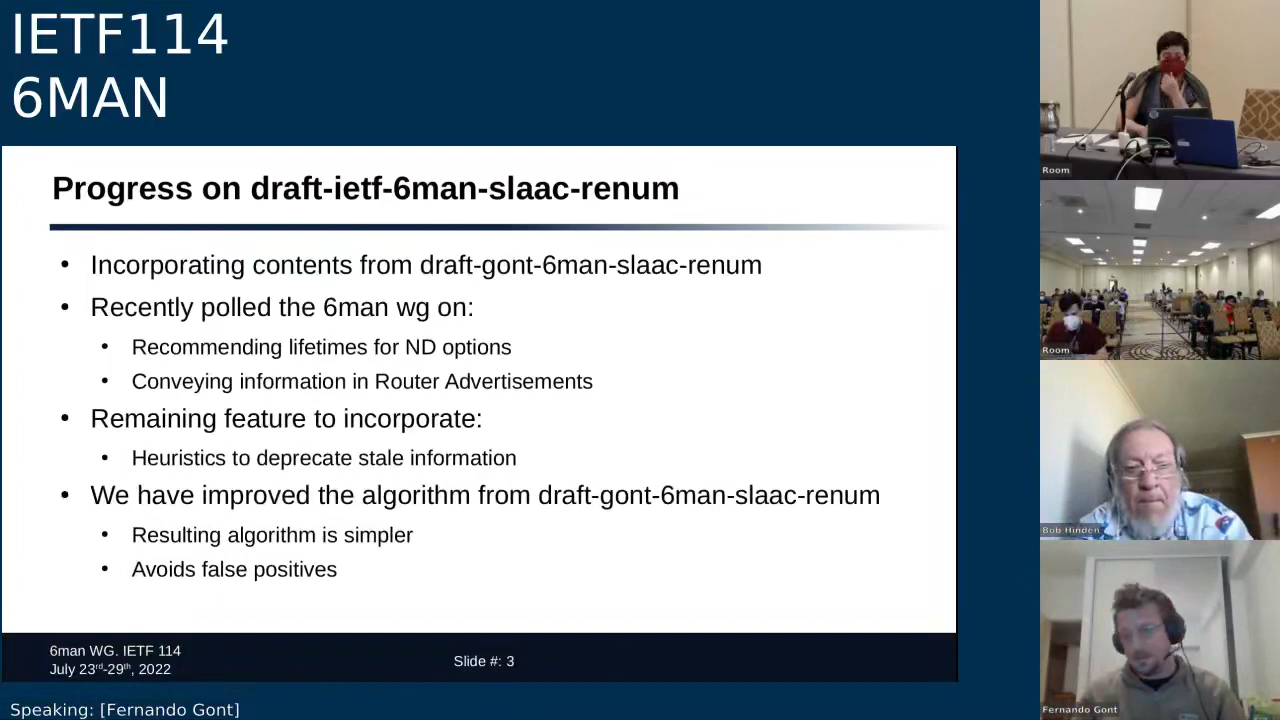 IETF114
6MAN
Progress on draft-ietf-6man-slaac-renum
• Incorporating contents from draft-gont-6man-slaac-renum
• Recently polled the 6man wg on:
• Recommending lifetimes for ND options
• Conveying information in Router Advertisements
• Remaining feature to incorporate:
• Heuristics to deprecate stale information
• We have improved the algorithm from draft-gont-6man-slaac-renum
• Resulting algorithm is simpler
• Avoids false positives
6man WG. IETF 114
July 23rd-29th, 2022
Slide #: 3
Speaking: [Fernando Gont]
Room
Room
Bob Hinden
Fernando Gont